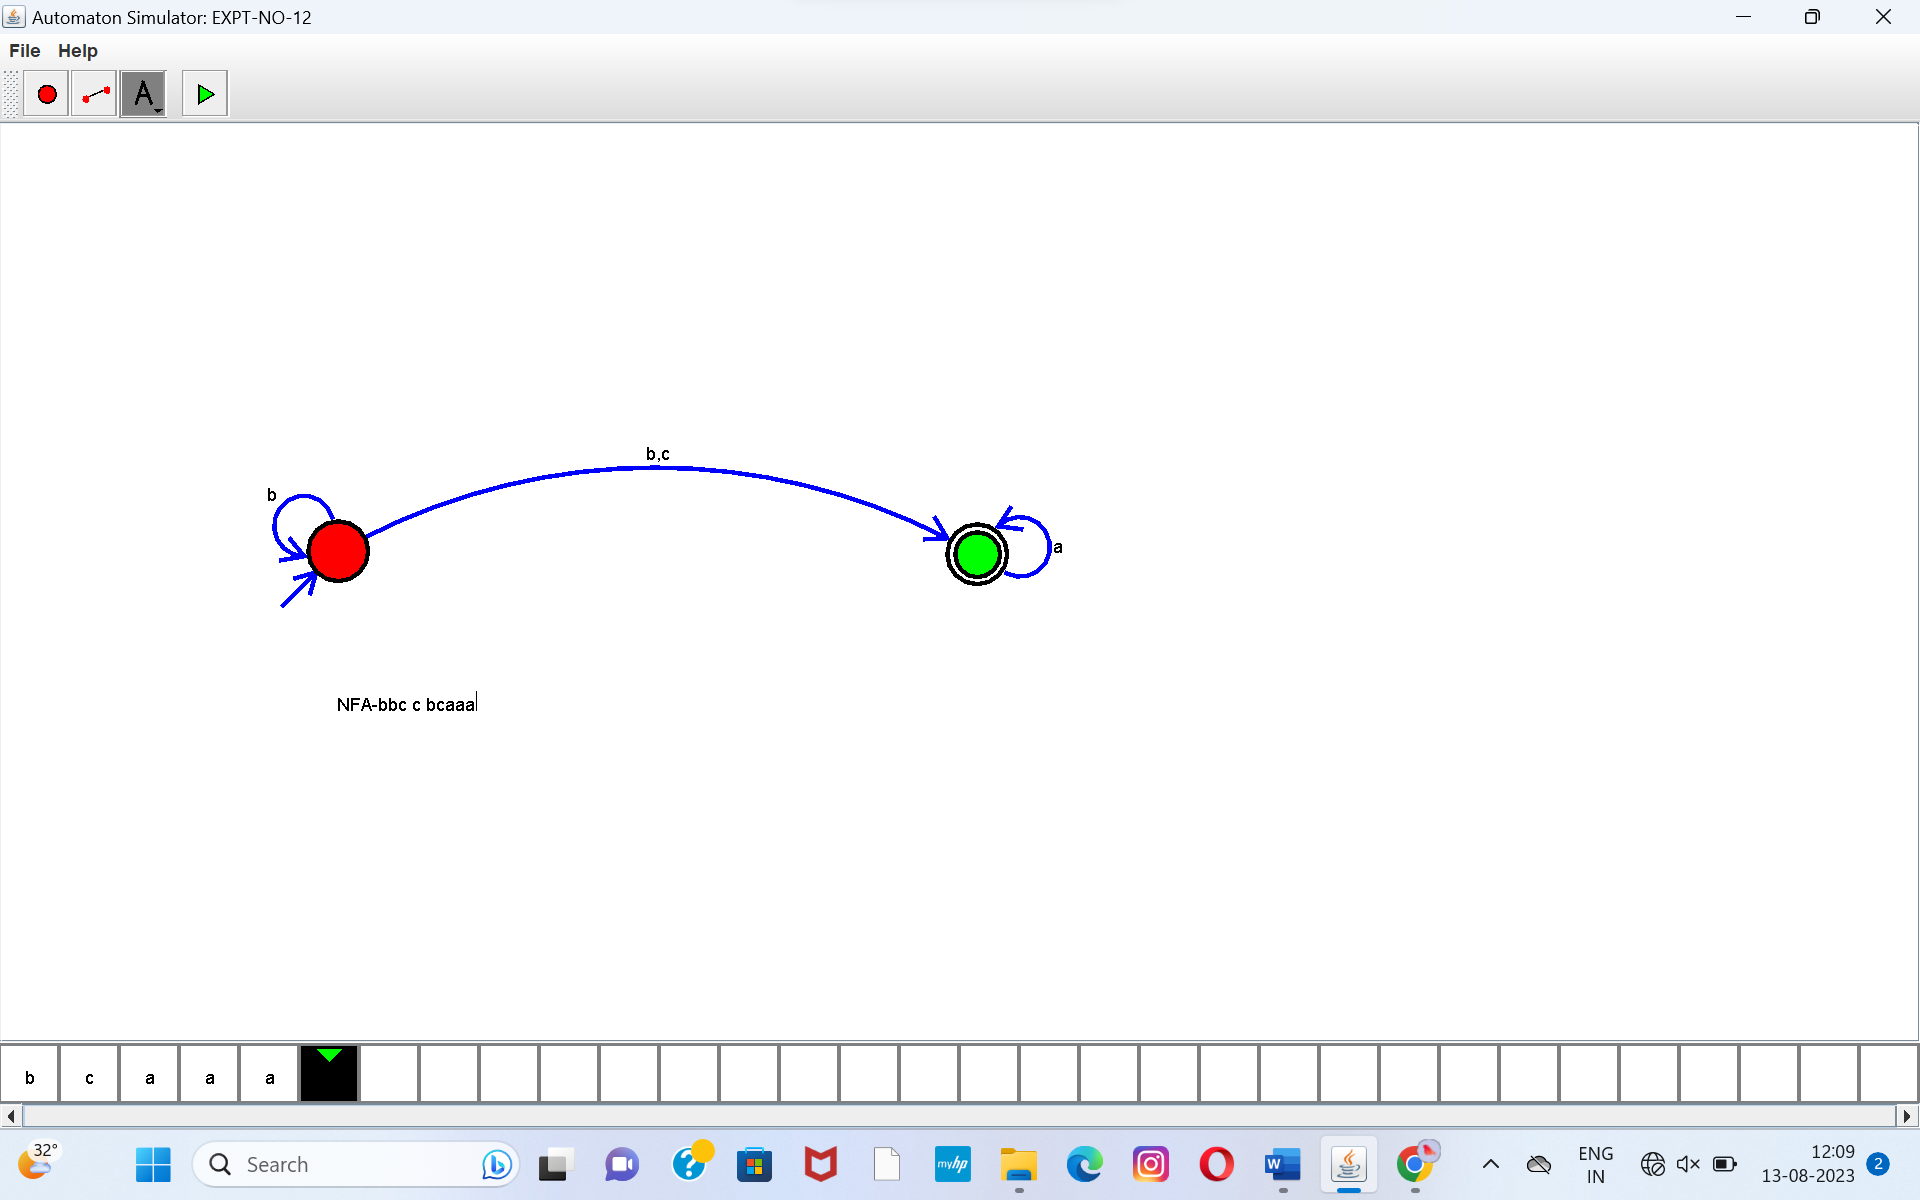 Automaton Simulator: EXPT-NO-12
File Help
A
b,c
b
a
NFA-bbc c bcaaa
b c a a a
32°
Search
myhp
W
ENG
IN
12:09
13-08-2023
2